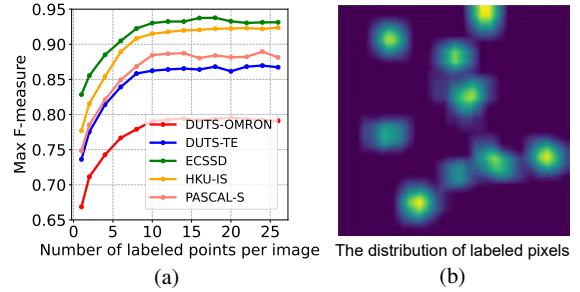 Max F-measure
0.95
0.90
0.85
0.80
0.75
0.70
0.65
0
5
10
15
20
25
DUTS-OMRON
DUTS-TE
ECSSD
HKU-IS
PASCAL-S
Number of labeled points per image
(a)
The distribution of labeled pixels
(b)